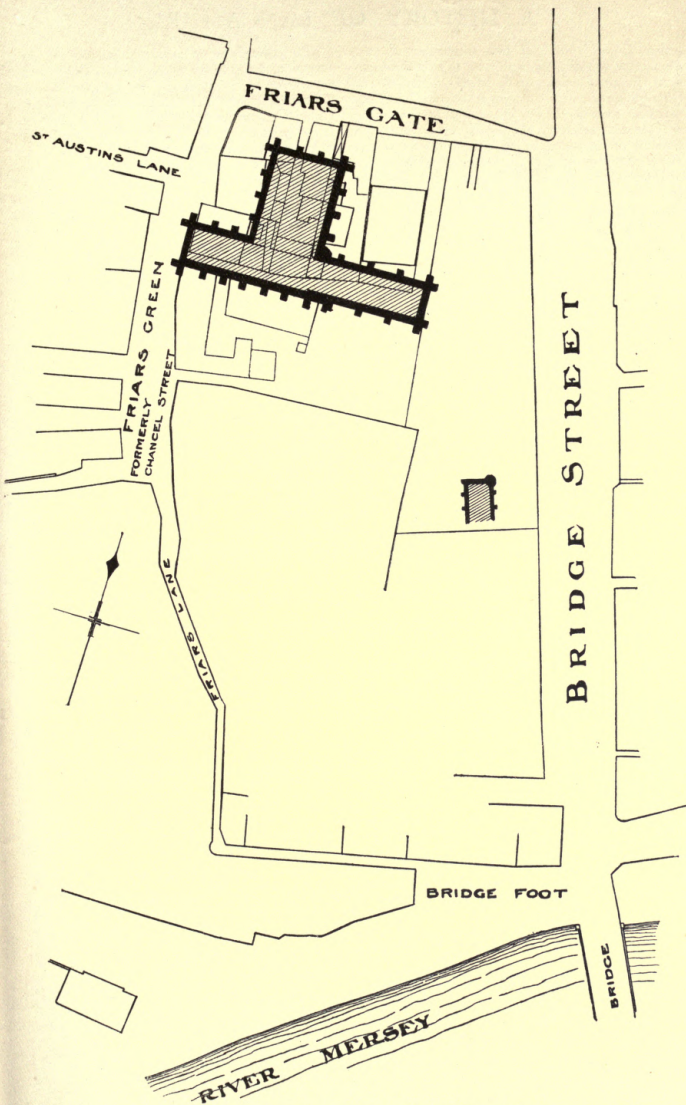 FRIARS GATE
ST AUSTINS LANE
FRIARS GREEN
FORMERLY
CHANCEL STREET
BRIDGE STREET
FRIARS LANE
BRIDGE FOOT
BRIDGE
RIVER MERSEY